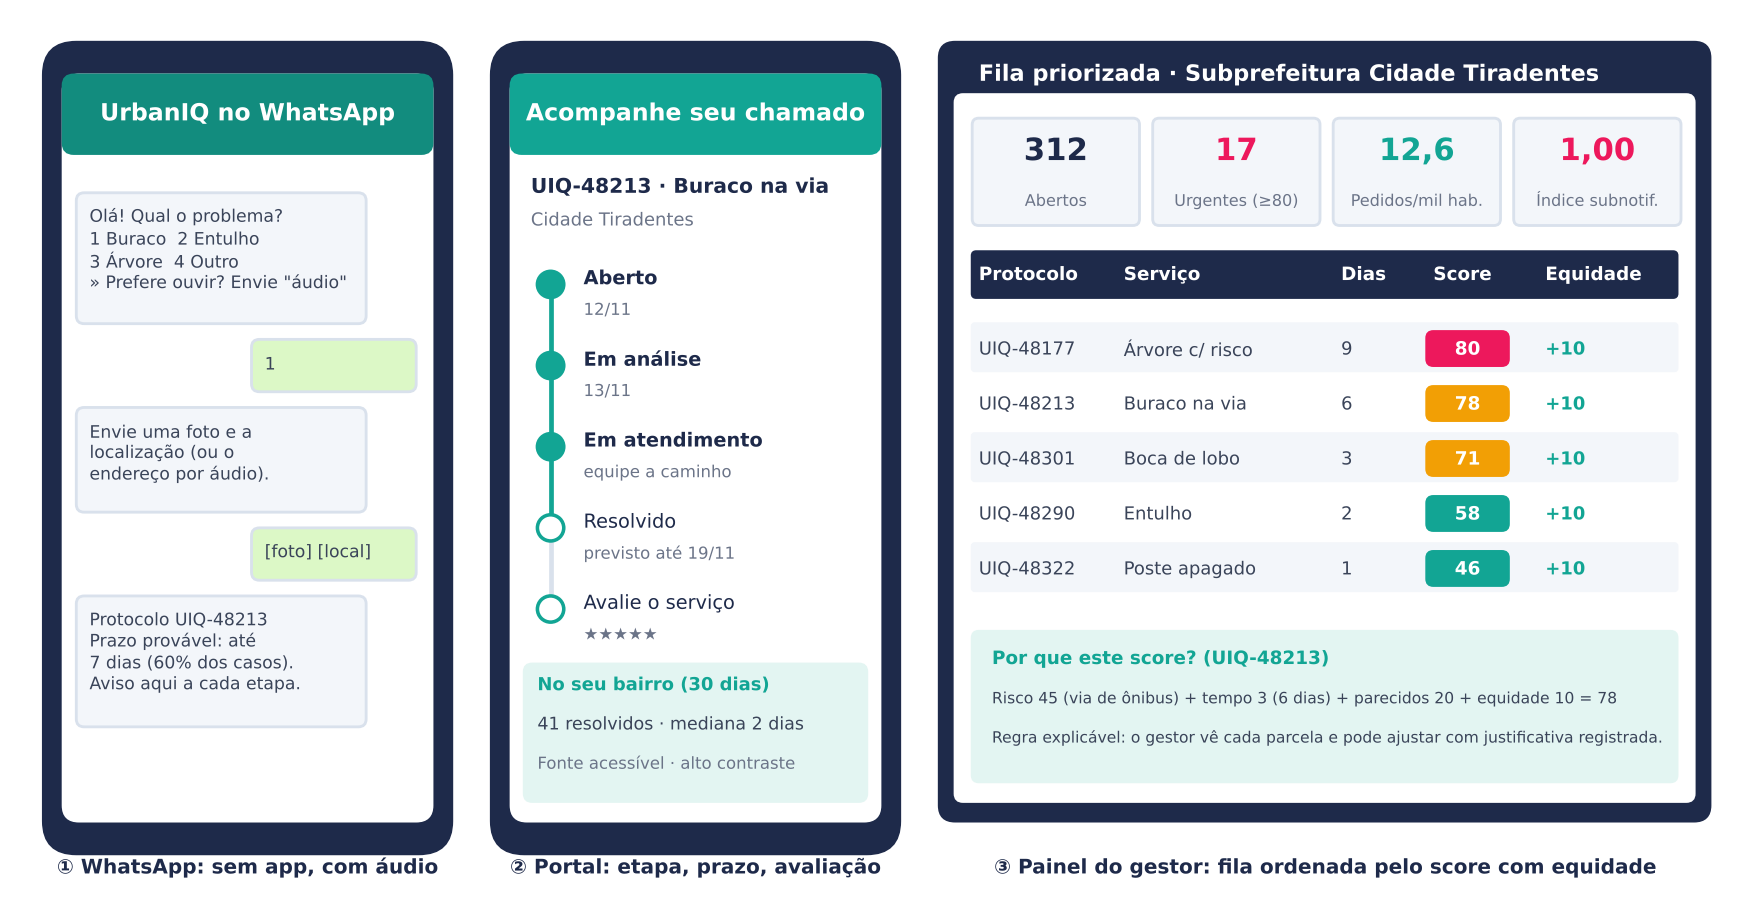 UrbanIQ no WhatsApp
Olá! Qual o problema?
1 Buraco  2 Entulho
3 Árvore  4 Outro
» Prefere ouvir? Envie "áudio"
1
Envie uma foto e a
localização (ou o
endereço por áudio).
[foto] [local]
Protocolo UIQ-48213
Prazo provável: até
7 dias (60% dos casos).
Aviso aqui a cada etapa.
① WhatsApp: sem app, com áudio
Acompanhe seu chamado
UIQ-48213 · Buraco na via
Cidade Tiradentes
Aberto
12/11
Em análise
13/11
Em atendimento
equipe a caminho
Resolvido
previsto até 19/11
Avalie o serviço
★★★★★
No seu bairro (30 dias)
41 resolvidos · mediana 2 dias
Fonte acessível · alto contraste
② Portal: etapa, prazo, avaliação
Fila priorizada · Subprefeitura Cidade Tiradentes
312 17 12,6 1,00
Abertos Urgentes (≥80) Pedidos/mil hab. Índice subnotif.
Protocolo Serviço Dias Score Equidade
UIQ-48177 Árvore c/ risco 9 80 +10
UIQ-48213 Buraco na via 6 78 +10
UIQ-48301 Boca de lobo 3 71 +10
UIQ-48290 Entulho 2 58 +10
UIQ-48322 Poste apagado 1 46 +10
Por que este score? (UIQ-48213)
Risco 45 (via de ônibus) + tempo 3 (6 dias) + parecidos 20 + equidade 10 = 78
Regra explicável: o gestor vê cada parcela e pode ajustar com justificativa registrada.
③ Painel do gestor: fila ordenada pelo score com equidade